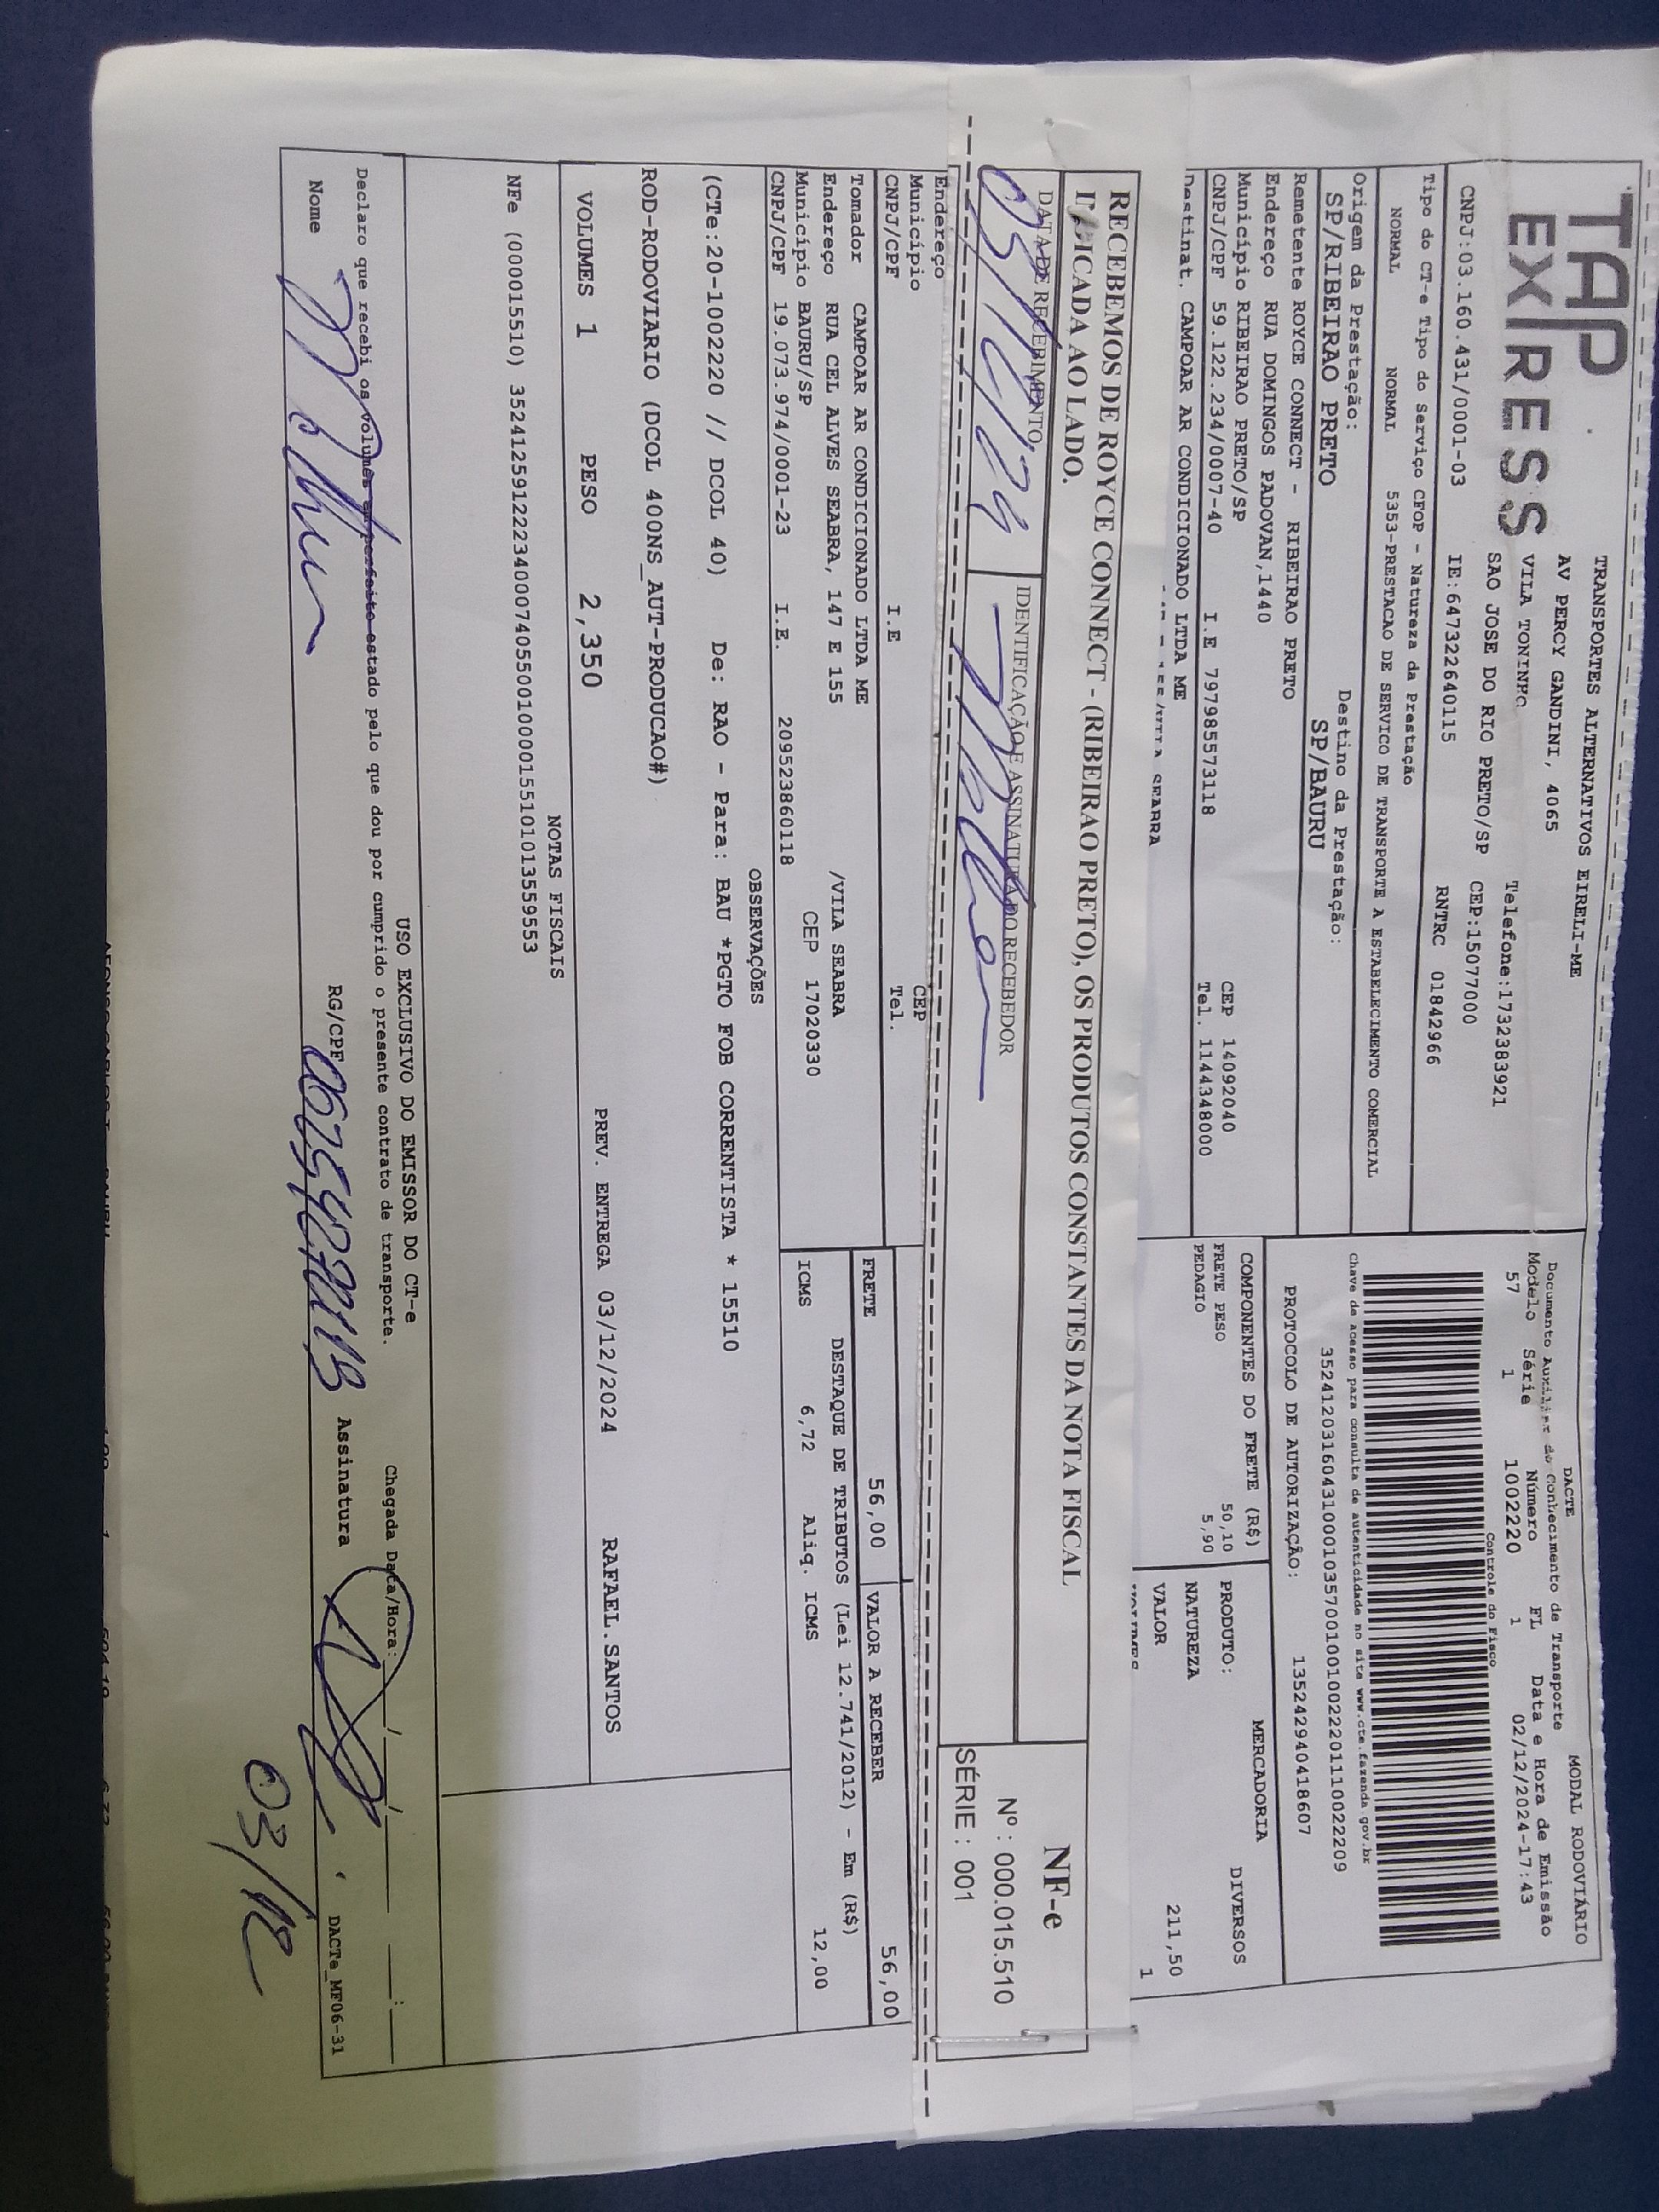 TAP
EXPRESS
TRANSPORTES ALTERNATIVOS EIRELI-ME
AV PERCY GANDINI, 4065
VILA TONINHO
Telefone:1732383921
SAO JOSE DO RIO PRETO/SP CEP:15077000
CNPJ:03.160.431/0001-03 IE:647322640115 RNTRC 01842966
Tipo do CT-e Tipo do Serviço CFOP - Natureza da Prestação
NORMAL NORMAL 5353-PRESTACAO DE SERVICO DE TRANSPORTE A ESTABELECIMENTO COMERCIAL
Origem da Prestação: Destino da Prestação:
SP/RIBEIRAO PRETO SP/BAURU
Remetente ROYCE CONNECT - RIBEIRAO PRETO
Endereço RUA DOMINGOS PADOVAN,1440
Município RIBEIRAO PRETO/SP CEP 14092040
CNPJ/CPF 59.122.234/0007-40 I.E 797985573118 Tel. 1144348000
Destinat. CAMPOAR AR CONDICIONADO LTDA ME
DACTE MODAL RODOVIÁRIO
Documento Auxiliar do Conhecimento de Transporte
Modelo Série Número FL Data e Hora de Emissão
57 1 1002220 1 02/12/2024-17:43
Controle do Fisco
Chave de acesso para consulta de autenticidade no site www.cte.fazenda.gov.br
35241203160431000103570010010022201110022209
PROTOCOLO DE AUTORIZAÇÃO: 135242940418607
COMPONENTES DO FRETE (R$) MERCADORIA
FRETE PESO 50,10 PRODUTO: DIVERSOS
PEDAGIO 5,90 NATUREZA
VALOR 211,50
1
RECEBEMOS DE ROYCE CONNECT - (RIBEIRAO PRETO), OS PRODUTOS CONSTANTES DA NOTA FISCAL
INDICADA AO LADO.
DATA DE RECEBIMENTO IDENTIFICAÇÃO E ASSINATURA DO RECEBEDOR
03/12/24
NF-e
Nº : 000.015.510
SÉRIE : 001
Endereço
Município CEP
CNPJ/CPF I.E Tel.
Tomador CAMPOAR AR CONDICIONADO LTDA ME
Endereço RUA CEL ALVES SEABRA, 147 E 155 /VILA SEABRA
Município BAURU/SP CEP 17020330
CNPJ/CPF 19.073.974/0001-23 I.E. 209523860118
FRETE 56,00 VALOR A RECEBER 56,00
DESTAQUE DE TRIBUTOS (Lei 12.741/2012) - Em (R$)
ICMS 6,72 Aliq. ICMS 12,00
OBSERVAÇÕES
(CTe:20-1002220 // DCOL 40) De: RAO - Para: BAU *PGTO FOB CORRENTISTA * 15510
ROD-RODOVIARIO (DCOL 400NS_AUT-PRODUCAO#)
VOLUMES 1 PESO 2,350 PREV. ENTREGA 03/12/2024 RAFAEL.SANTOS
NOTAS FISCAIS
NFe (000015510) 35241259122234000740550010000155101013559553
USO EXCLUSIVO DO EMISSOR DO CT-e
Declaro que recebi os volumes em perfeito estado pelo que dou por cumprido o presente contrato de transporte. Chegada Data/Hora: __/__/__ __:__
Nome RG/CPF Assinatura DACTe_MF06-31
03/12